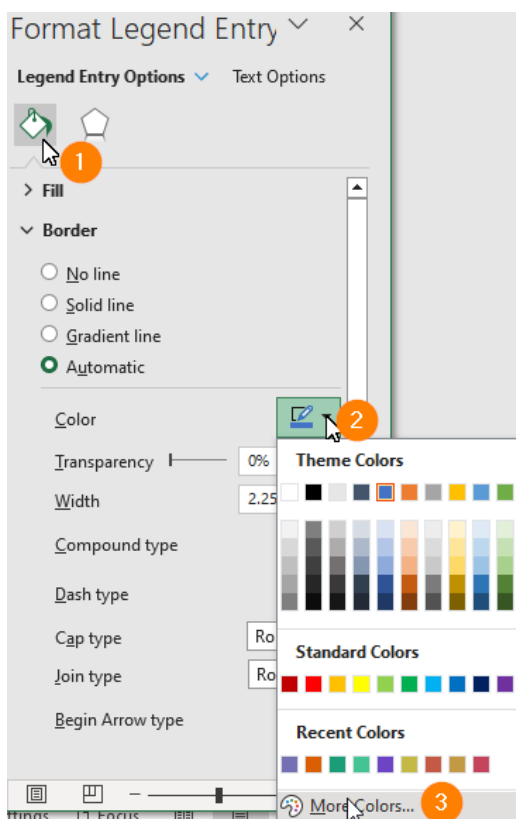 Format Legend Entry
Legend Entry Options Text Options
1
Fill
Border
No line
Solid line
Gradient line
Automatic
Color
2
Transparency 0%
Theme Colors
Width 2.25
Compound type
Dash type
Cap type Ro
Standard Colors
Join type Ro
Recent Colors
Begin Arrow type
More Colors... 3
Focus